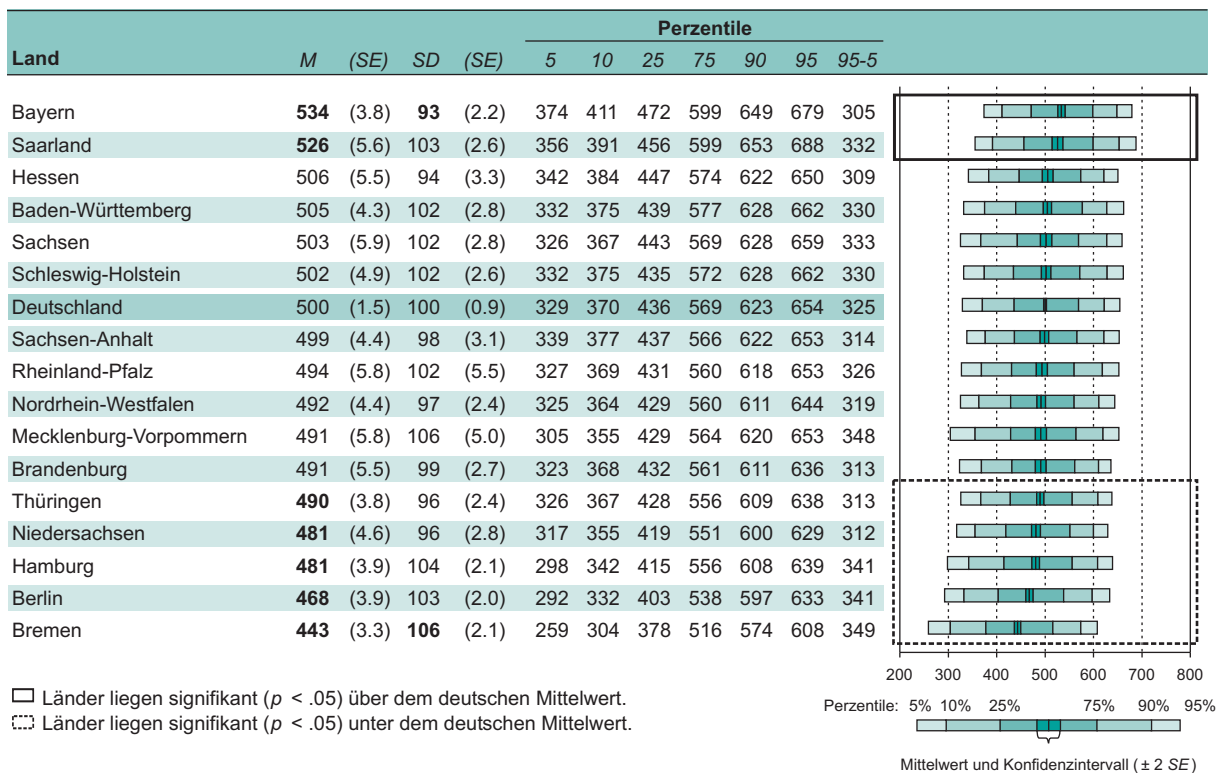 Perzentile
Land M (SE) SD (SE) 5 10 25 75 90 95 95-5
Bayern 534 (3.8) 93 (2.2) 374 411 472 599 649 679 305
Saarland 526 (5.6) 103 (2.6) 356 391 456 599 653 688 332
Hessen 506 (5.5) 94 (3.3) 342 384 447 574 622 650 309
Baden-Württemberg 505 (4.3) 102 (2.8) 332 375 439 577 628 662 330
Sachsen 503 (5.9) 102 (2.8) 326 367 443 569 628 659 333
Schleswig-Holstein 502 (4.9) 102 (2.6) 332 375 435 572 628 662 330
Deutschland 500 (1.5) 100 (0.9) 329 370 436 569 623 654 325
Sachsen-Anhalt 499 (4.4) 98 (3.1) 339 377 437 566 622 653 314
Rheinland-Pfalz 494 (5.8) 102 (5.5) 327 369 431 560 618 653 326
Nordrhein-Westfalen 492 (4.4) 97 (2.4) 325 364 429 560 611 644 319
Mecklenburg-Vorpommern 491 (5.8) 106 (5.0) 305 355 429 564 620 653 348
Brandenburg 491 (5.5) 99 (2.7) 323 368 432 561 611 636 313
Thüringen 490 (3.8) 96 (2.4) 326 367 428 556 609 638 313
Niedersachsen 481 (4.6) 96 (2.8) 317 355 419 551 600 629 312
Hamburg 481 (3.9) 104 (2.1) 298 342 415 556 608 639 341
Berlin 468 (3.9) 103 (2.0) 292 332 403 538 597 633 341
Bremen 443 (3.3) 106 (2.1) 259 304 378 516 574 608 349
200 300 400 500 600 700 800
200 300 400 500 600 700 800
Länder liegen signifikant (p < .05) über dem deutschen Mittelwert.
Länder liegen signifikant (p < .05) unter dem deutschen Mittelwert.
Perzentile: 5% 10% 25% 75% 90% 95%
Mittelwert und Konfidenzintervall (± 2 SE)